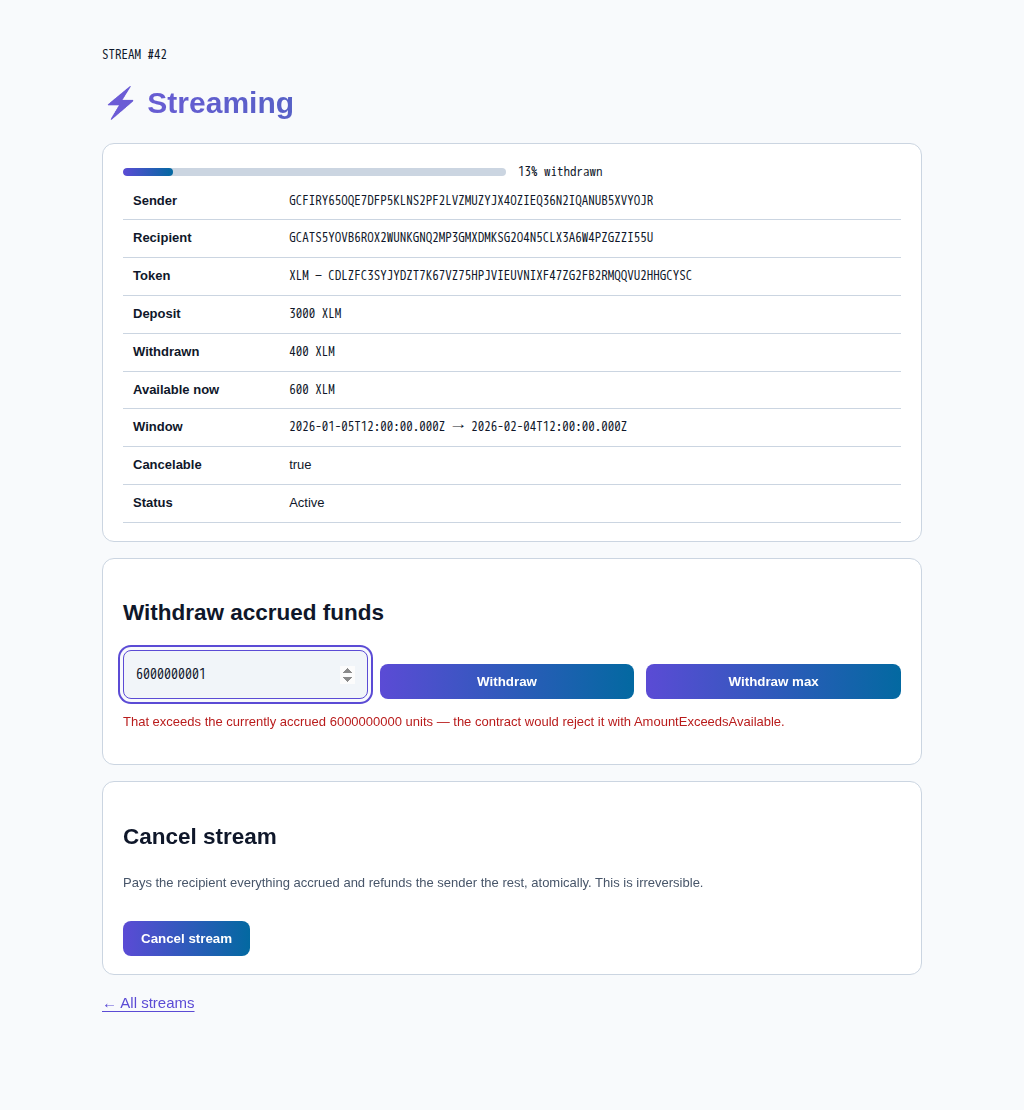 STREAM #42
⚡ Streaming
13% withdrawn
Sender GCFIRY65OQE7DFP5KLNS2PF2LVZMUZYJX4OZIEQ36N2IQANUB5XVYOJR
Recipient GCATS5YOVB6ROX2WUNKGNQ2MP3GMXDMKSG2O4N5CLX3A6W4PZGZZI55U
Token XLM — CDLZFC3SYJYDZT7K67VZ75HPJVIEUVNIXF47ZG2FB2RMQQVU2HHGCYSC
Deposit 3000 XLM
Withdrawn 400 XLM
Available now 600 XLM
Window 2026-01-05T12:00:00.000Z → 2026-02-04T12:00:00.000Z
Cancelable true
Status Active
Withdraw accrued funds
6000000001 Withdraw Withdraw max
That exceeds the currently accrued 6000000000 units — the contract would reject it with AmountExceedsAvailable.
Cancel stream
Pays the recipient everything accrued and refunds the sender the rest, atomically. This is irreversible.
Cancel stream
← All streams